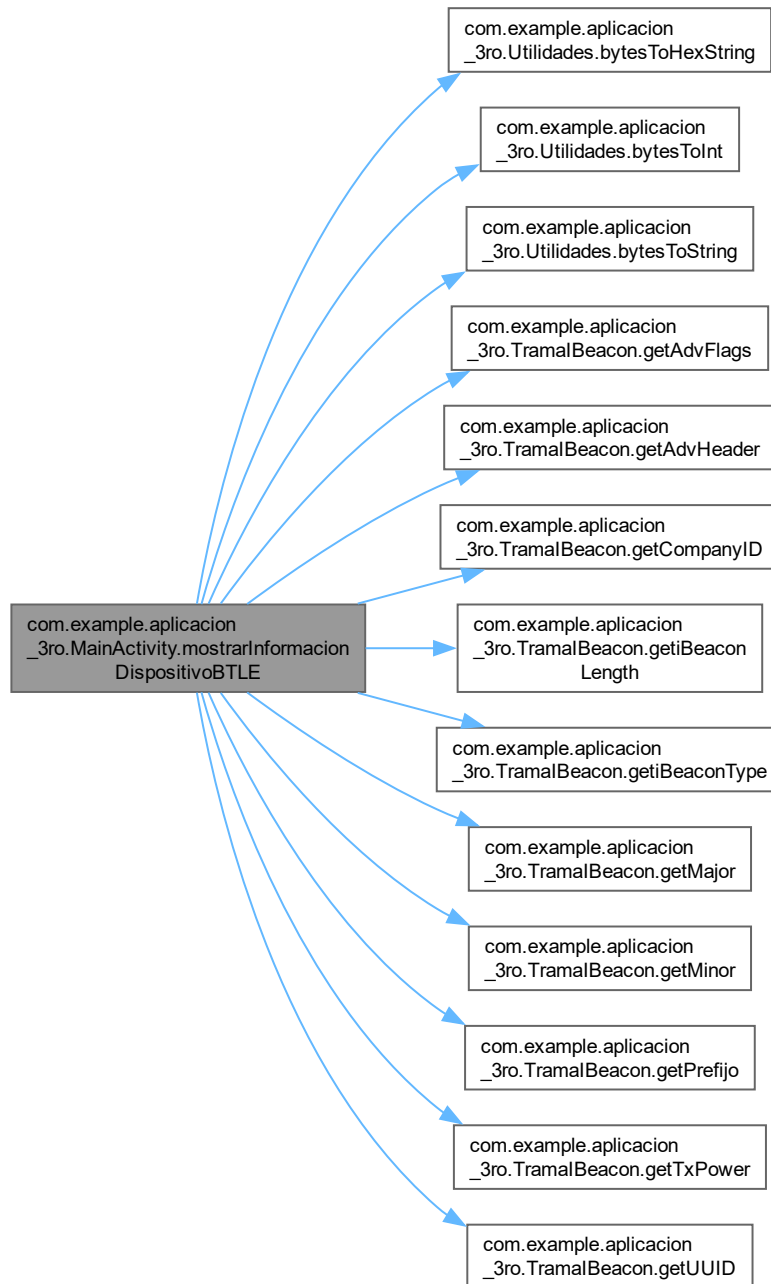 com.example.aplicacion
_3ro.Utilidades.bytesToHexString
com.example.aplicacion
_3ro.Utilidades.bytesToInt
com.example.aplicacion
_3ro.Utilidades.bytesToString
com.example.aplicacion
_3ro.TramaIBeacon.getAdvFlags
com.example.aplicacion
_3ro.TramaIBeacon.getAdvHeader
com.example.aplicacion
_3ro.TramaIBeacon.getCompanyID
com.example.aplicacion
_3ro.MainActivity.mostrarInformacion
DispositivoBTLE
com.example.aplicacion
_3ro.TramaIBeacon.getiBeacon
Length
com.example.aplicacion
_3ro.TramaIBeacon.getiBeaconType
com.example.aplicacion
_3ro.TramaIBeacon.getMajor
com.example.aplicacion
_3ro.TramaIBeacon.getMinor
com.example.aplicacion
_3ro.TramaIBeacon.getPrefijo
com.example.aplicacion
_3ro.TramaIBeacon.getTxPower
com.example.aplicacion
_3ro.TramaIBeacon.getUUID